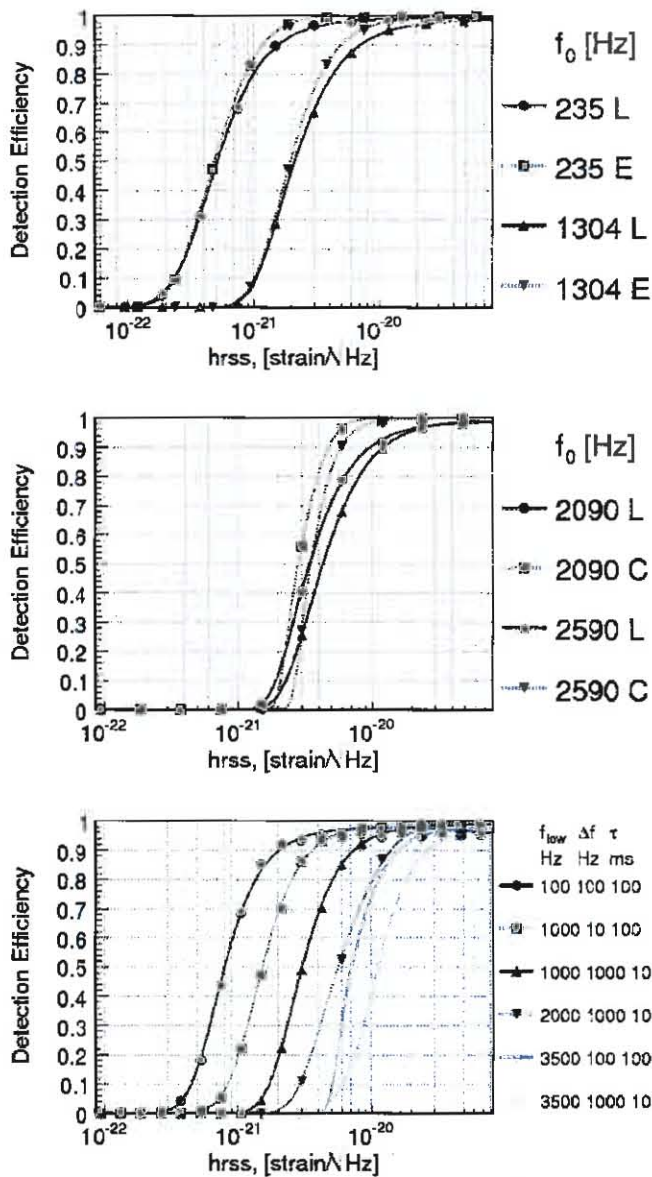 1
0.9
0.8
0.7
0.6
0.5
0.4
0.3
0.2
0.1
0
Detection Efficiency
10-22
10-21
10-20
hrss, [strain/√Hz]
f0 [Hz]
235 L
235 E
1304 L
1304 E
1
0.9
0.8
0.7
0.6
0.5
0.4
0.3
0.2
0.1
0
Detection Efficiency
10-22
10-21
10-20
hrss, [strain/√Hz]
f0 [Hz]
2090 L
2090 C
2590 L
2590 C
1
0.9
0.8
0.7
0.6
0.5
0.4
0.3
0.2
0.1
0
Detection Efficiency
10-22
10-21
10-20
hrss, [strain/√Hz]
flow Δf τ
Hz Hz ms
100 100 100
1000 10 100
1000 1000 10
2000 1000 10
3500 100 100
3500 1000 10